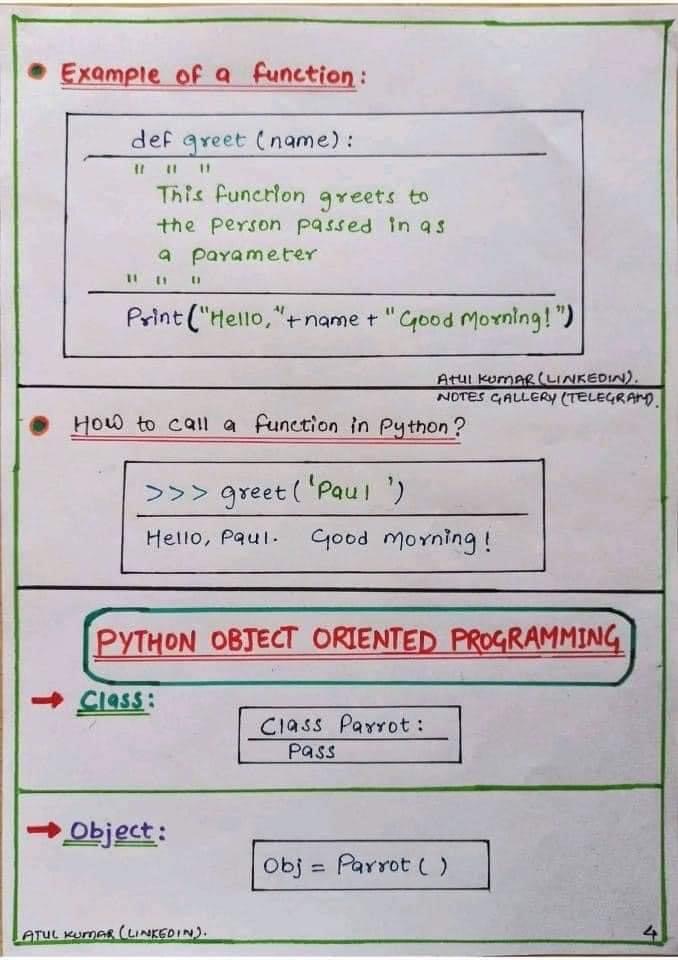 Example of a function:
def greet (name):
" " "
This function greets to
the person passed in as
a parameter
" " "
Print("Hello,"+name+"Good Morning!")
ATUL KUMAR (LINKEDIN).
NOTES GALLERY (TELEGRAM).
How to call a function in Python?
>>> greet('Paul ')
Hello, Paul. Good morning!
PYTHON OBJECT ORIENTED PROGRAMMING
Class:
Class Parrot:
Pass
Object:
Obj = Parrot ( )
ATUL KUMAR (LINKEDIN).
4